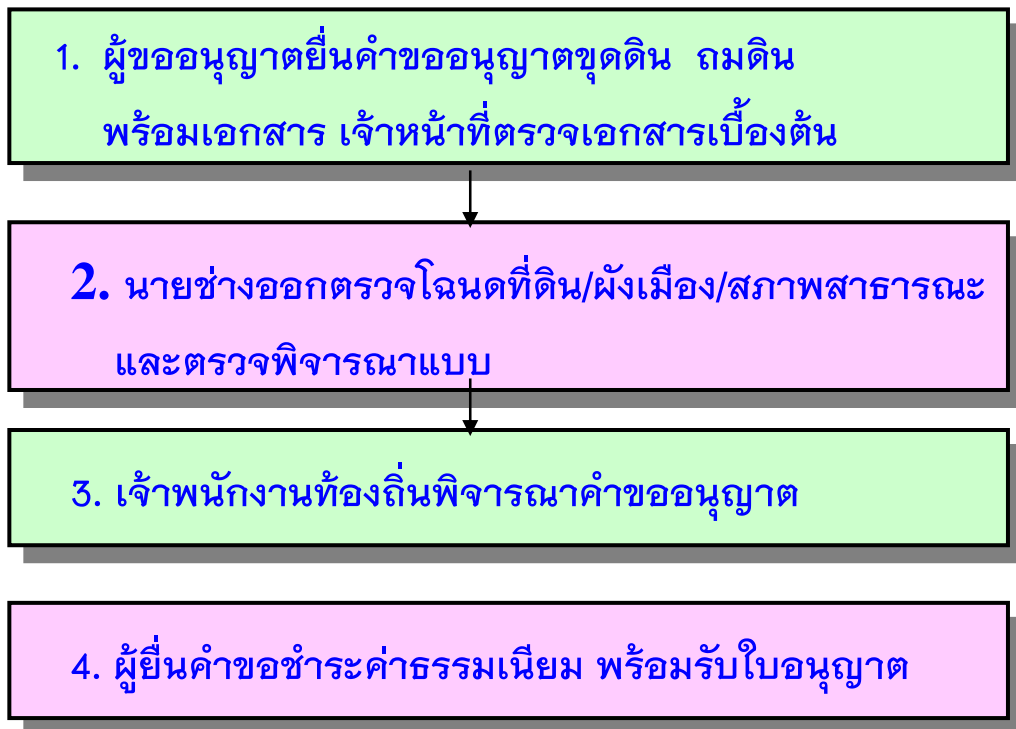 1. ผู้ขออนุญาตยื่นคำขออนุญาตขุดดิน ถมดิน
พร้อมเอกสาร เจ้าหน้าที่ตรวจเอกสารเบื้องต้น
2. นายช่างออกตรวจโฉนดที่ดิน/ผังเมือง/สภาพสาธารณะ
และตรวจพิจารณาแบบ
3. เจ้าพนักงานท้องถิ่นพิจารณาคำขออนุญาต
4. ผู้ยื่นคำขอชำระค่าธรรมเนียม พร้อมรับใบอนุญาต